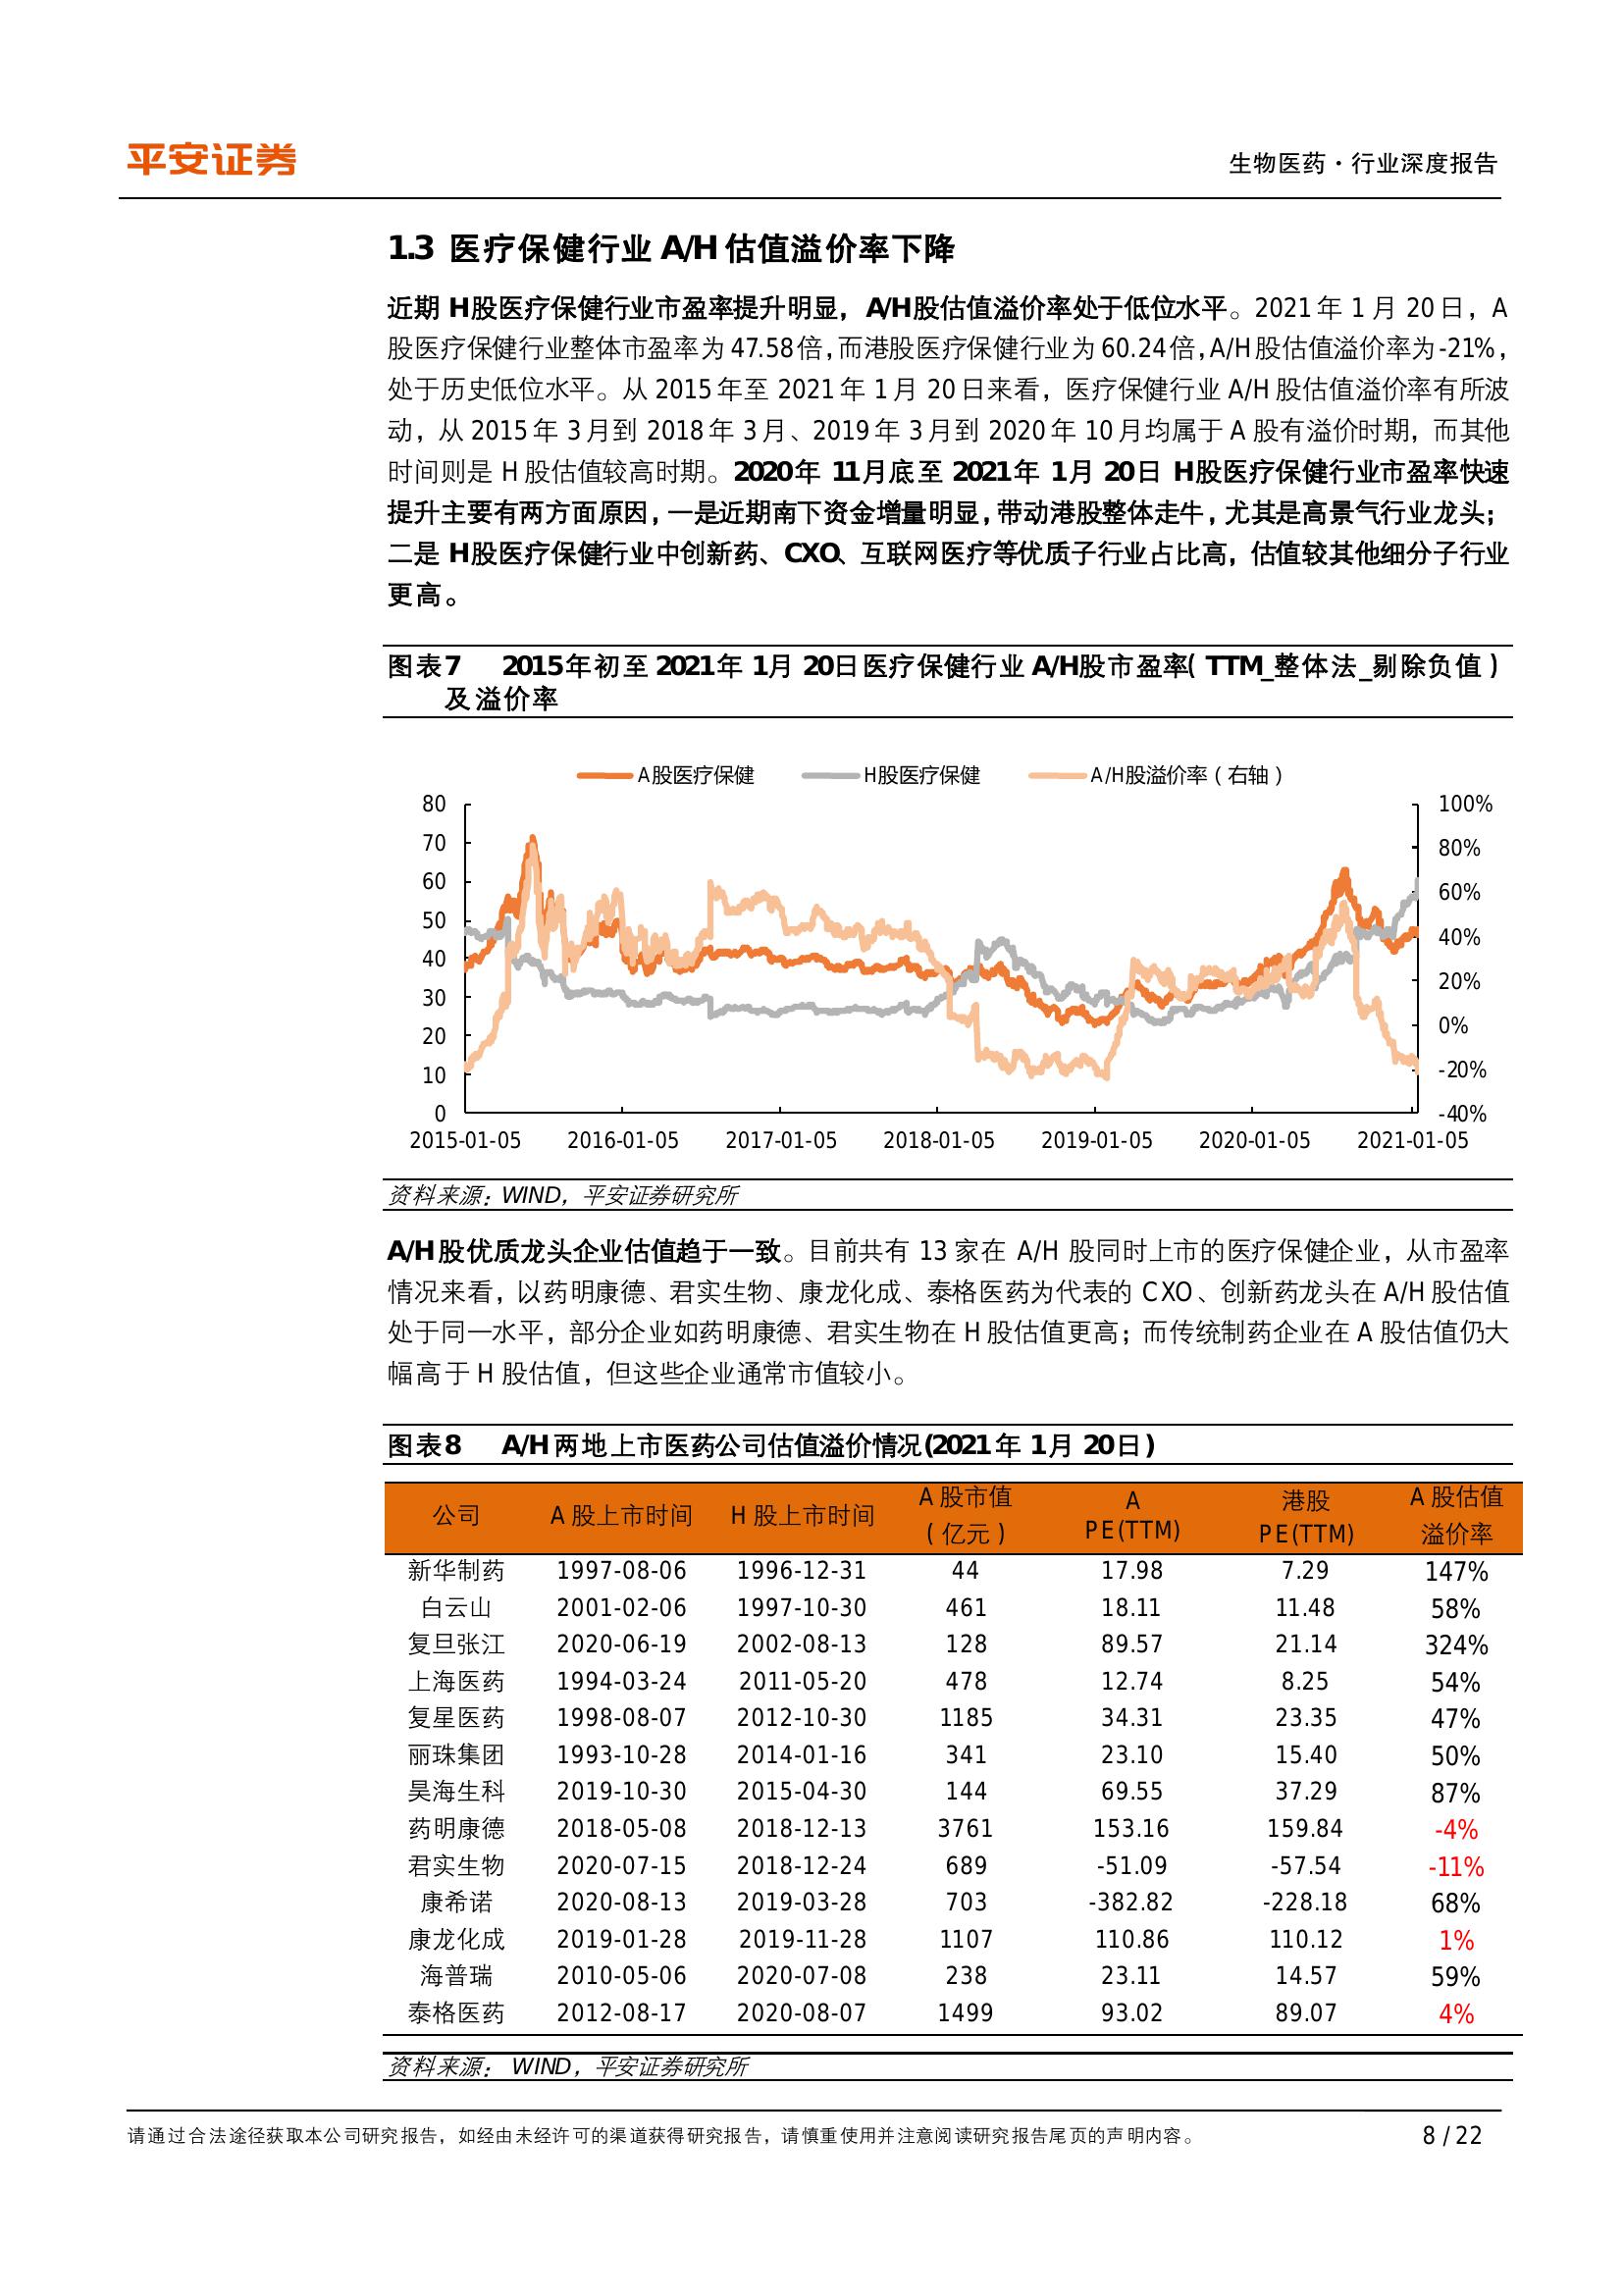 平安证券
生物医药·行业深度报告
1.3 医疗保健行业 A/H 估值溢价率下降
近期 H股医疗保健行业市盈率提升明显，A/H股估值溢价率处于低位水平。2021 年 1 月 20 日，A
股医疗保健行业整体市盈率为 47.58 倍,而港股医疗保健行业为 60.24 倍,A/H 股估值溢价率为-21%，
处于历史低位水平。从 2015 年至 2021 年 1 月 20 日来看，医疗保健行业 A/H 股估值溢价率有所波
动，从 2015 年 3 月到 2018 年 3 月、2019 年 3 月到 2020 年 10 月均属于 A 股有溢价时期，而其他
时间则是 H 股估值较高时期。2020年 11月底至 2021年 1月 20日 H股医疗保健行业市盈率快速
提升主要有两方面原因，一是近期南下资金增量明显，带动港股整体走牛，尤其是高景气行业龙头；
二是 H股医疗保健行业中创新药、CXO、互联网医疗等优质子行业占比高，估值较其他细分子行业
更高。
图表7 2015年初至 2021年 1月 20日医疗保健行业 A/H股市盈率( TTM_整体法_剔除负值 )
及溢价率
A股医疗保健 H股医疗保健 A/H股溢价率（右轴）
80 100%
70 80%
60 60%
50 40%
40 20%
30 0%
20 -20%
10 -40%
0
2015-01-05 2016-01-05 2017-01-05 2018-01-05 2019-01-05 2020-01-05 2021-01-05
资料来源：WIND，平安证券研究所
A/H 股优质龙头企业估值趋于一致。目前共有 13 家在 A/H 股同时上市的医疗保健企业，从市盈率
情况来看，以药明康德、君实生物、康龙化成、泰格医药为代表的 CXO、创新药龙头在 A/H 股估值
处于同一水平，部分企业如药明康德、君实生物在 H 股估值更高；而传统制药企业在 A 股估值仍大
幅高于 H 股估值，但这些企业通常市值较小。
图表8 A/H 两地上市医药公司估值溢价情况(2021 年 1月 20日)
公司 A 股上市时间 H 股上市时间 A 股市值（亿元） A PE(TTM) 港股 PE(TTM) A 股估值溢价率
新华制药 1997-08-06 1996-12-31 44 17.98 7.29 147%
白云山 2001-02-06 1997-10-30 461 18.11 11.48 58%
复旦张江 2020-06-19 2002-08-13 128 89.57 21.14 324%
上海医药 1994-03-24 2011-05-20 478 12.74 8.25 54%
复星医药 1998-08-07 2012-10-30 1185 34.31 23.35 47%
丽珠集团 1993-10-28 2014-01-16 341 23.10 15.40 50%
昊海生科 2019-10-30 2015-04-30 144 69.55 37.29 87%
药明康德 2018-05-08 2018-12-13 3761 153.16 159.84 -4%
君实生物 2020-07-15 2018-12-24 689 -51.09 -57.54 -11%
康希诺 2020-08-13 2019-03-28 703 -382.82 -228.18 68%
康龙化成 2019-01-28 2019-11-28 1107 110.86 110.12 1%
海普瑞 2010-05-06 2020-07-08 238 23.11 14.57 59%
泰格医药 2012-08-17 2020-08-07 1499 93.02 89.07 4%
资料来源： WIND，平安证券研究所
请通过合法途径获取本公司研究报告，如经由未经许可的渠道获得研究报告，请慎重使用并注意阅读研究报告尾页的声明内容。
8 / 22